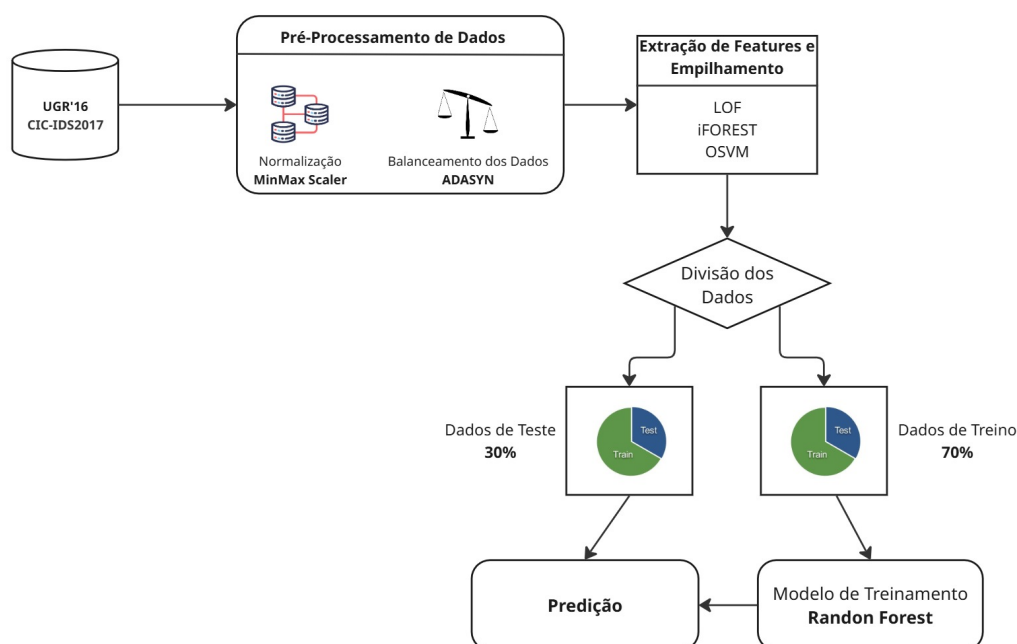 Pré-Processamento de Dados
UGR'16
CIC-IDS2017
Normalização
MinMax Scaler
Balanceamento dos Dados
ADASYN
Extração de Features e
Empilhamento
LOF
iFOREST
OSVM
Divisão dos
Dados
Dados de Teste
30%
Test
Train
Test
Train
Dados de Treino
70%
Predição
Modelo de Treinamento
Randon Forest